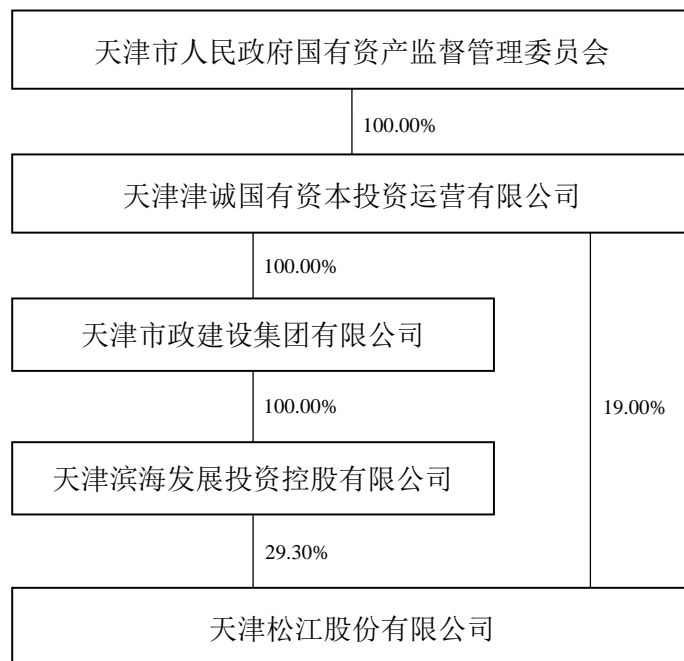 天津市人民政府国有资产监督管理委员会
100.00%
天津津诚国有资本投资运营有限公司
100.00%
天津市政建设集团有限公司
100.00%
19.00%
天津滨海发展投资控股有限公司
29.30%
天津松江股份有限公司